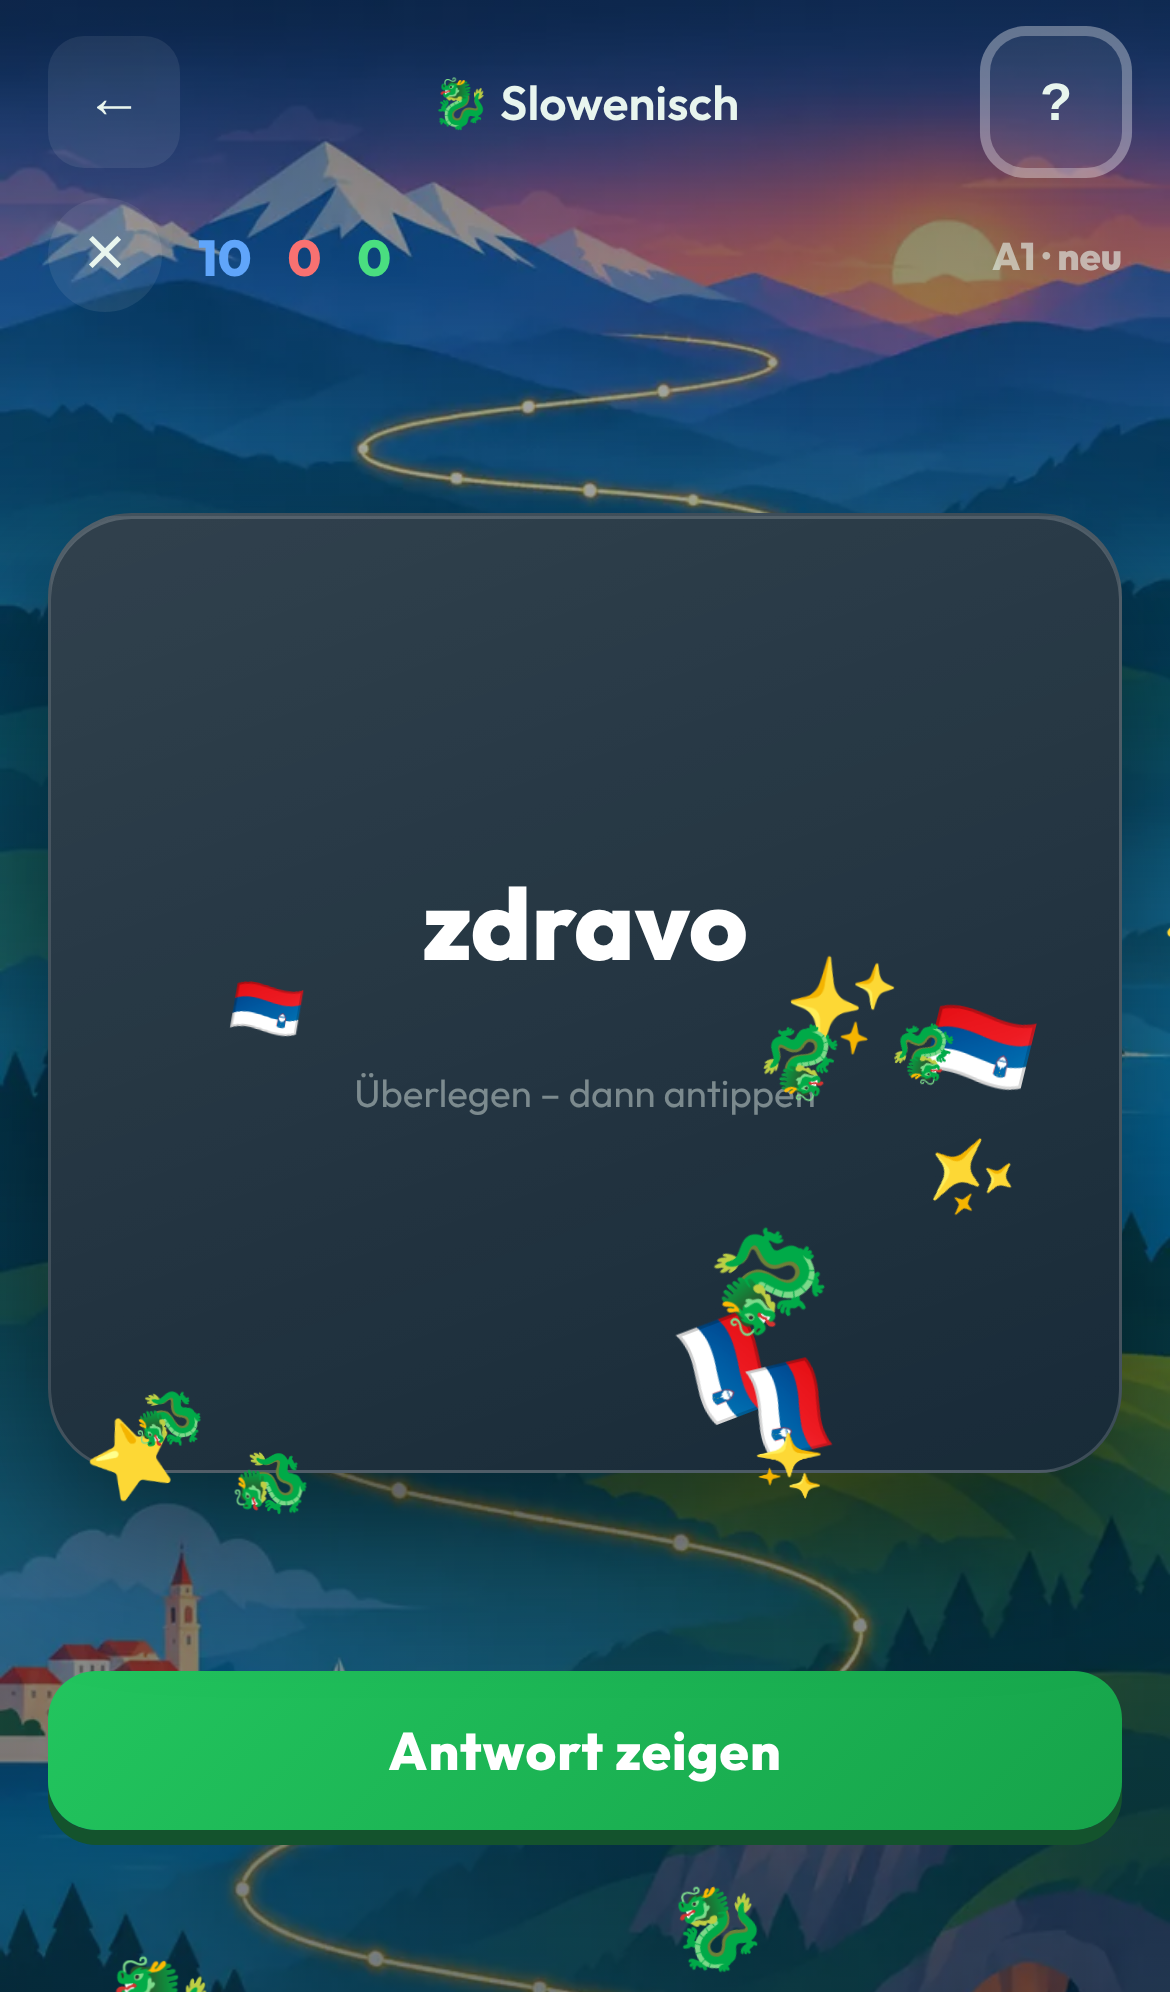 ← 🐉 Slowenisch ?
✕ 10 0 0 A1 · neu
zdravo
Überlegen – dann antippen
Antwort zeigen